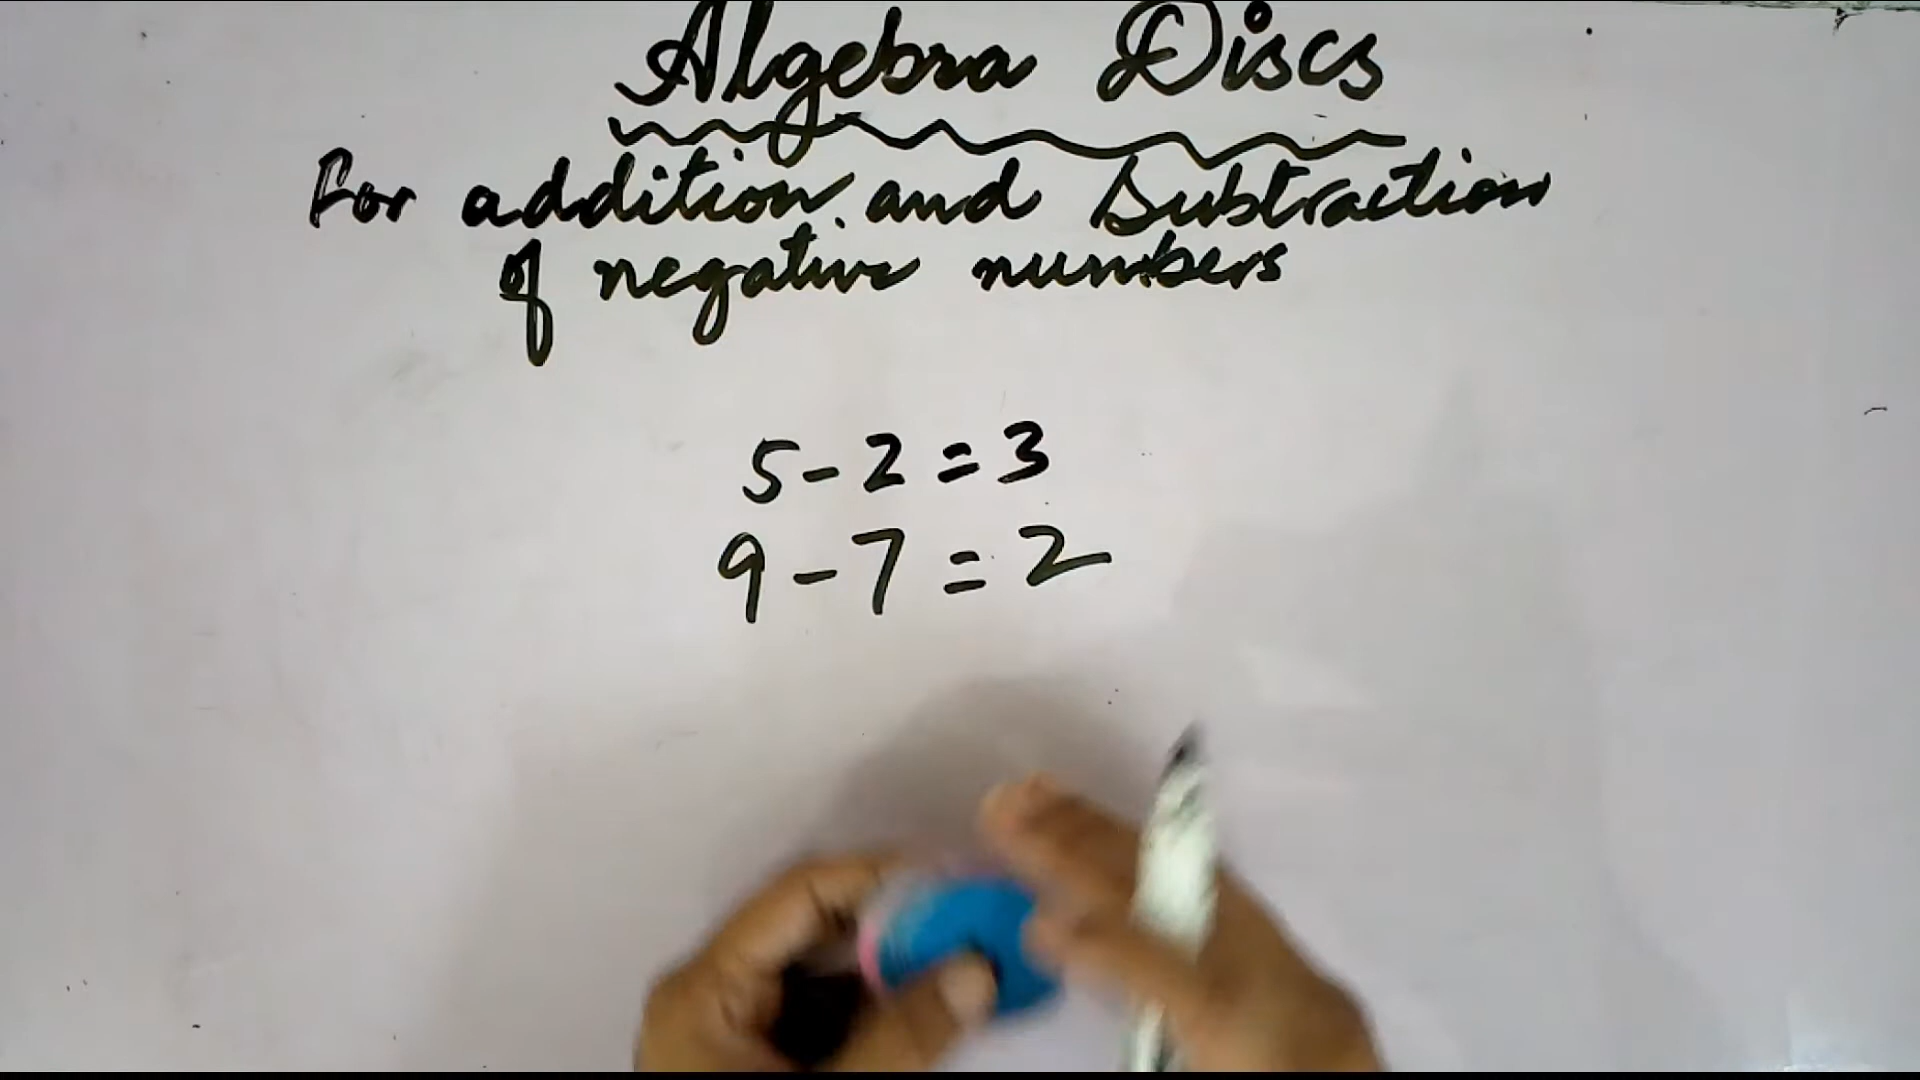 Algebra Discs
For addition and Subtraction
of negative numbers
5-2=3
9-7=2